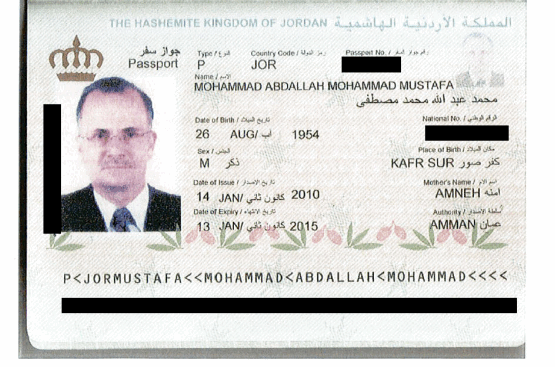 THE HASHEMITE KINGDOM OF JORDAN المملكة الأردنية الهاشمية
جواز سفر
Passport
Type / النوع Country Code / رمز الدولة Passport No. / رقم جواز السفر
P JOR
Name / الاسم
MOHAMMAD ABDALLAH MOHAMMAD MUSTAFA
محمد عبد الله محمد مصطفى
Date of Birth / تاريخ الميلاد National No. / الرقم الوطني
26 AUG/ آب 1954
Sex / الجنس Place of Birth / مكان الميلاد
M ذكر KAFR SUR كفر صور
Date of Issue / تاريخ الاصدار Mother's Name / اسم الام
14 JAN/ كانون ثاني 2010 AMNEH امنه
Date of Expiry / تاريخ الانتهاء Authority / سلطة الاصدار
13 JAN/ كانون ثاني 2015 AMMAN عمان
P<JORMUSTAFA<<MOHAMMAD<ABDALLAH<MOHAMMAD<<<<